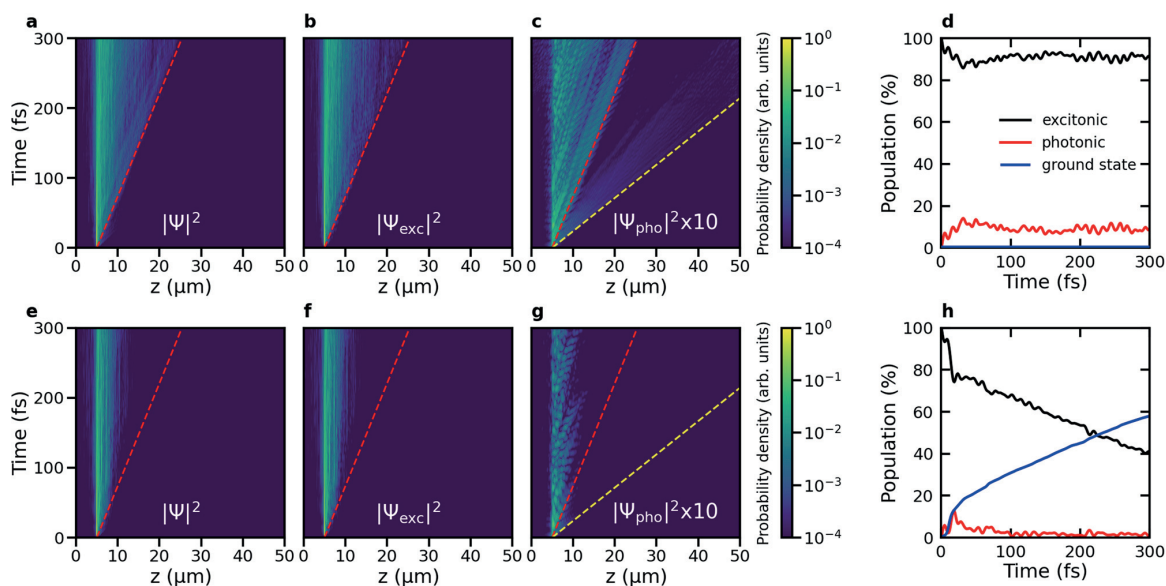 a b c d
300
200
100
0
Time (fs)
0 10 20 30 40 50
z (μm)
|Ψ|²
0 10 20 30 40 50
z (μm)
|Ψexc|²
0 10 20 30 40 50
z (μm)
|Ψpho|²x10
10⁰
10⁻¹
10⁻²
10⁻³
10⁻⁴
Probability density (arb. units)
100
80
60
40
20
0
Population (%)
excitonic
photonic
ground state
0 100 200 300
Time (fs)
e f g h
300
200
100
0
Time (fs)
0 10 20 30 40 50
z (μm)
|Ψ|²
0 10 20 30 40 50
z (μm)
|Ψexc|²
0 10 20 30 40 50
z (μm)
|Ψpho|²x10
10⁰
10⁻¹
10⁻²
10⁻³
10⁻⁴
Probability density (arb. units)
100
80
60
40
20
0
Population (%)
0 100 200 300
Time (fs)